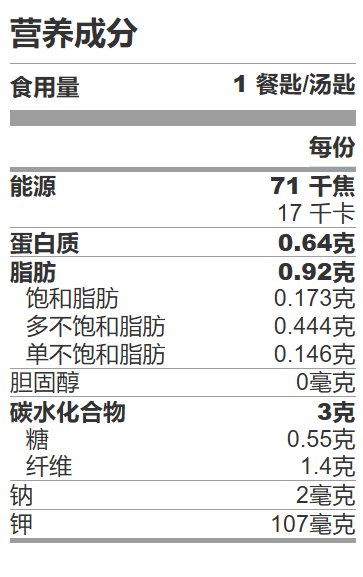 营养成分
食用量 1 餐匙/汤匙
每份
能源 71 千焦
17 千卡
蛋白质 0.64克
脂肪 0.92克
饱和脂肪 0.173克
多不饱和脂肪 0.444克
单不饱和脂肪 0.146克
胆固醇 0毫克
碳水化合物 3克
糖 0.55克
纤维 1.4克
钠 2毫克
钾 107毫克